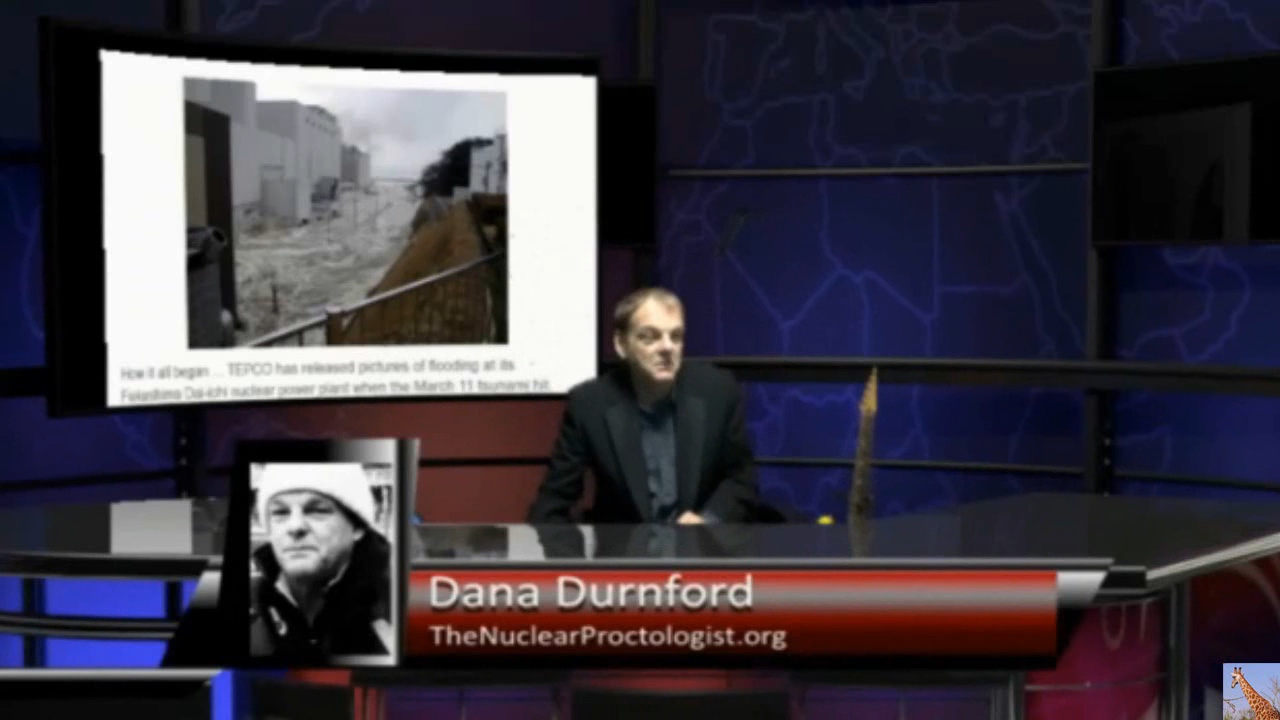 How it all began ... TEPCO has released pictures of flooding at its
Fukushima Dai-ichi nuclear power plant when the March 11 tsunami hit.
Dana Durnford
TheNuclearProctologist.org